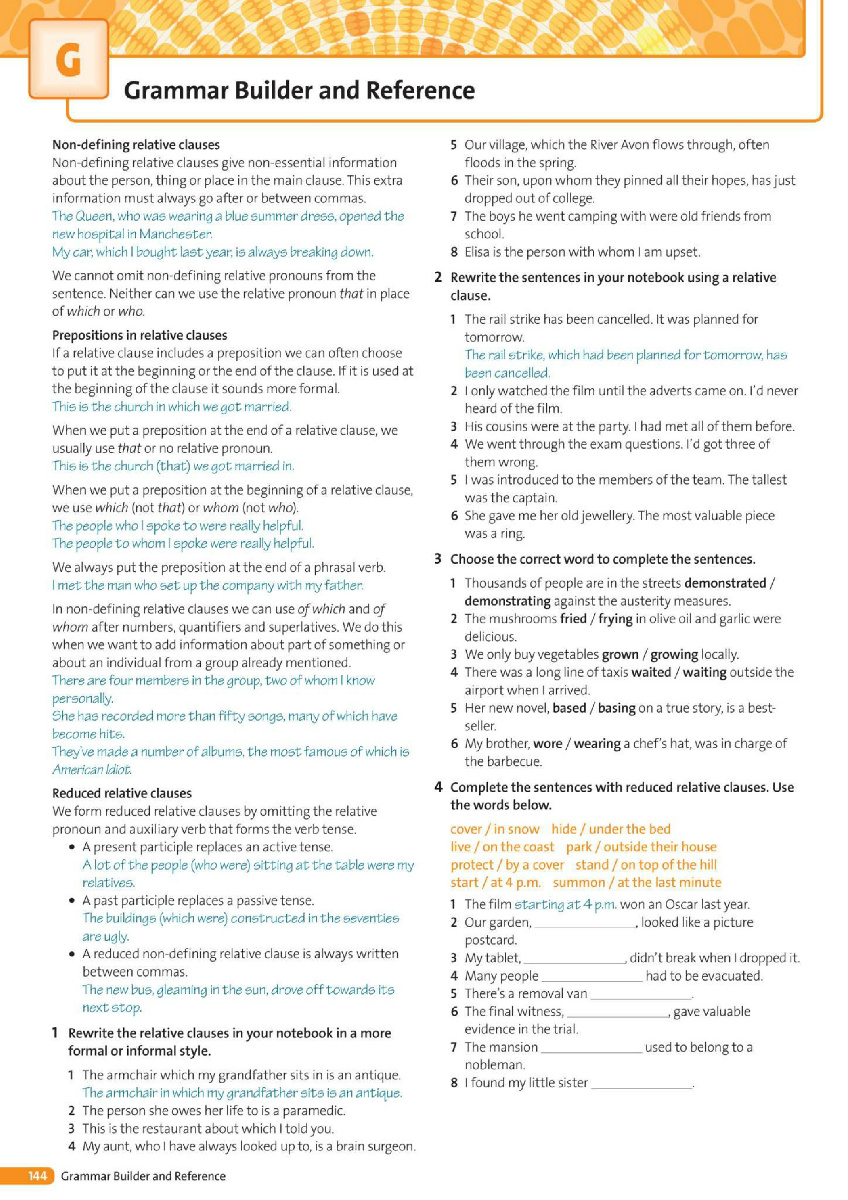 G
Grammar Builder and Reference
Non-defining relative clauses
Non-defining relative clauses give non-essential information
about the person, thing or place in the main clause. This extra
information must always go after or between commas.
The Queen, who was wearing a blue summer dress, opened the
new hospital in Manchester.
My car, which I bought last year, is always breaking down.
We cannot omit non-defining relative pronouns from the
sentence. Neither can we use the relative pronoun that in place
of which or who.
Prepositions in relative clauses
If a relative clause includes a preposition we can often choose
to put it at the beginning or the end of the clause. If it is used at
the beginning of the clause it sounds more formal.
This is the church in which we got married.
When we put a preposition at the end of a relative clause, we
usually use that or no relative pronoun.
This is the church (that) we got married in.
When we put a preposition at the beginning of a relative clause,
we use which (not that) or whom (not who).
The people who I spoke to were really helpful.
The people to whom I spoke were really helpful.
We always put the preposition at the end of a phrasal verb.
I met the man who set up the company with my father.
In non-defining relative clauses we can use of which and of
whom after numbers, quantifiers and superlatives. We do this
when we want to add information about part of something or
about an individual from a group already mentioned.
There are four members in the group, two of whom I know
personally.
She has recorded more than fifty songs, many of which have
become hits.
They've made a number of albums, the most famous of which is
American Idiot.
Reduced relative clauses
We form reduced relative clauses by omitting the relative
pronoun and auxiliary verb that forms the verb tense.
• A present participle replaces an active tense.
A lot of the people (who were) sitting at the table were my
relatives.
• A past participle replaces a passive tense.
The buildings (which were) constructed in the seventies
are ugly.
• A reduced non-defining relative clause is always written
between commas.
The new bus, gleaming in the sun, drove off towards its
next stop.
1 Rewrite the relative clauses in your notebook in a more
formal or informal style.
1 The armchair which my grandfather sits in is an antique.
The armchair in which my grandfather sits is an antique.
2 The person she owes her life to is a paramedic.
3 This is the restaurant about which I told you.
4 My aunt, who I have always looked up to, is a brain surgeon.
5 Our village, which the River Avon flows through, often
floods in the spring.
6 Their son, upon whom they pinned all their hopes, has just
dropped out of college.
7 The boys he went camping with were old friends from
school.
8 Elisa is the person with whom I am upset.
2 Rewrite the sentences in your notebook using a relative
clause.
1 The rail strike has been cancelled. It was planned for
tomorrow.
The rail strike, which had been planned for tomorrow, has
been cancelled.
2 I only watched the film until the adverts came on. I'd never
heard of the film.
3 His cousins were at the party. I had met all of them before.
4 We went through the exam questions. I'd got three of
them wrong.
5 I was introduced to the members of the team. The tallest
was the captain.
6 She gave me her old jewellery. The most valuable piece
was a ring.
3 Choose the correct word to complete the sentences.
1 Thousands of people are in the streets demonstrated /
demonstrating against the austerity measures.
2 The mushrooms fried / frying in olive oil and garlic were
delicious.
3 We only buy vegetables grown / growing locally.
4 There was a long line of taxis waited / waiting outside the
airport when I arrived.
5 Her new novel, based / basing on a true story, is a best-
seller.
6 My brother, wore / wearing a chef's hat, was in charge of
the barbecue.
4 Complete the sentences with reduced relative clauses. Use
the words below.
cover / in snow hide / under the bed
live / on the coast park / outside their house
protect / by a cover stand / on top of the hill
start / at 4 p.m. summon / at the last minute
1 The film starting at 4 p.m. won an Oscar last year.
2 Our garden, ______________, looked like a picture
postcard.
3 My tablet, ______________, didn't break when I dropped it.
4 Many people ______________ had to be evacuated.
5 There's a removal van ______________.
6 The final witness, ______________, gave valuable
evidence in the trial.
7 The mansion ______________ used to belong to a
nobleman.
8 I found my little sister ______________.
144 Grammar Builder and Reference